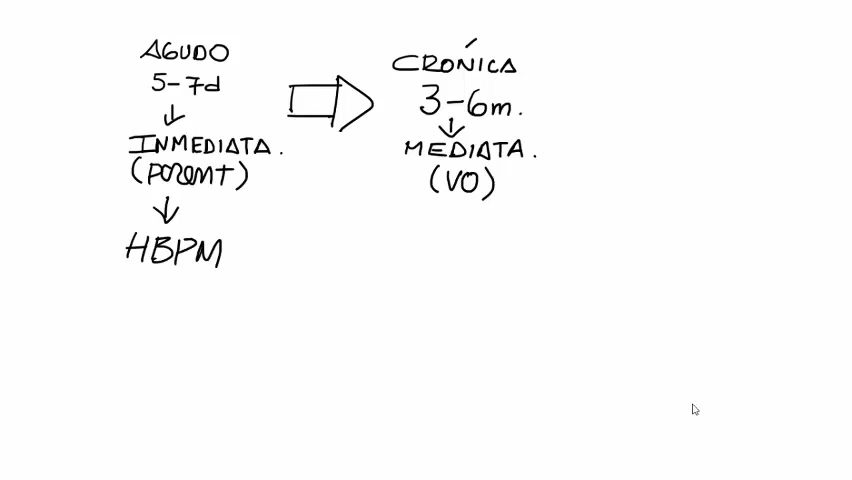 AGUDO
5-7d
↓
INMEDIATA.
(PARENT)
↓
HBPM
CRÓNICA
3-6m.
↓
MEDIATA.
(VO)